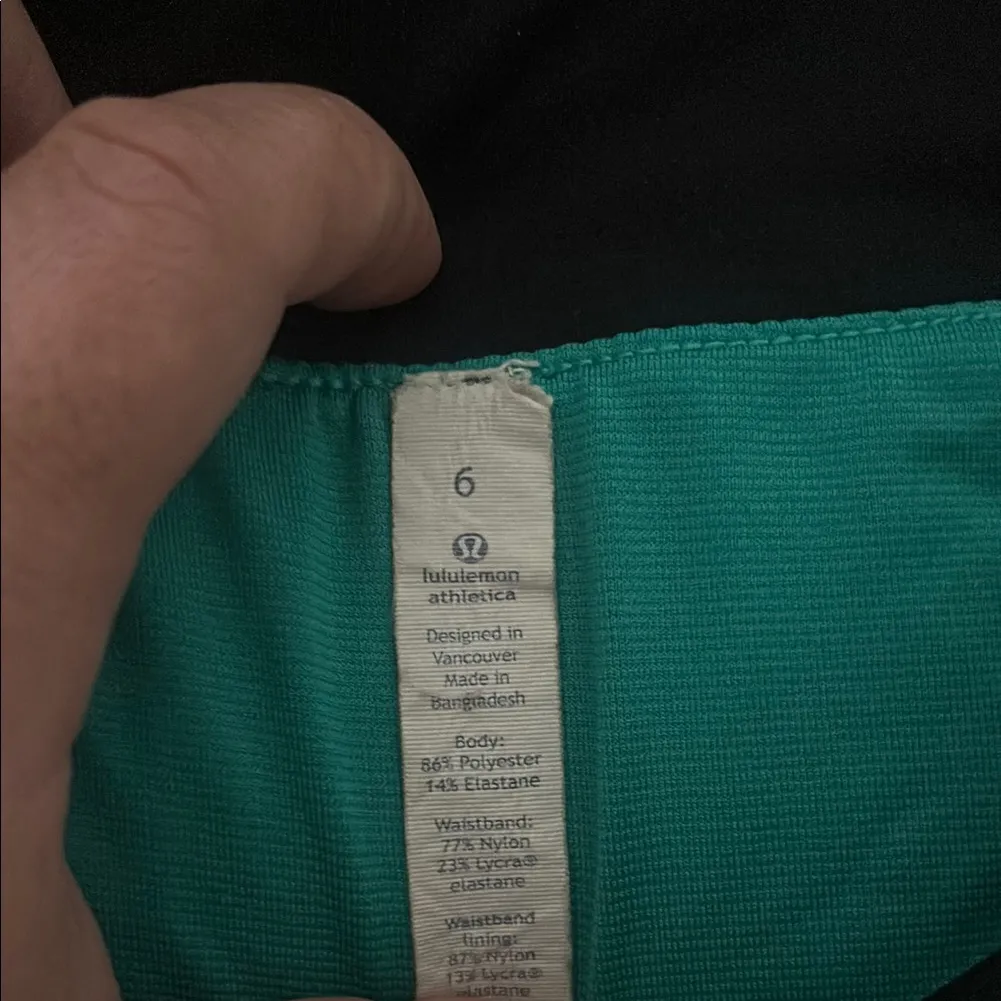 6
lululemon
athletica
Designed in
Vancouver
Made in
Bangladesh
Body:
86% Polyester
14% Elastane
Waistband:
77% Nylon
23% Lycra®
elastane
Waistband
lining:
87% Nylon
13% Lycra®
elastane